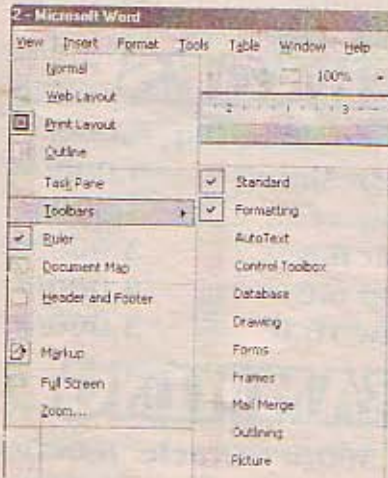 2 - Microsoft Word
View Insert Format Tools Table Window Help
100%
2 3
Normal
Web Layout
Print Layout
Outline
Task Pane
Toolbars
Ruler
Document Map
Header and Footer
Markup
Full Screen
Zoom...
Standard
Formatting
AutoText
Control Toolbox
Database
Drawing
Forms
Frames
Mail Merge
Outlining
Picture